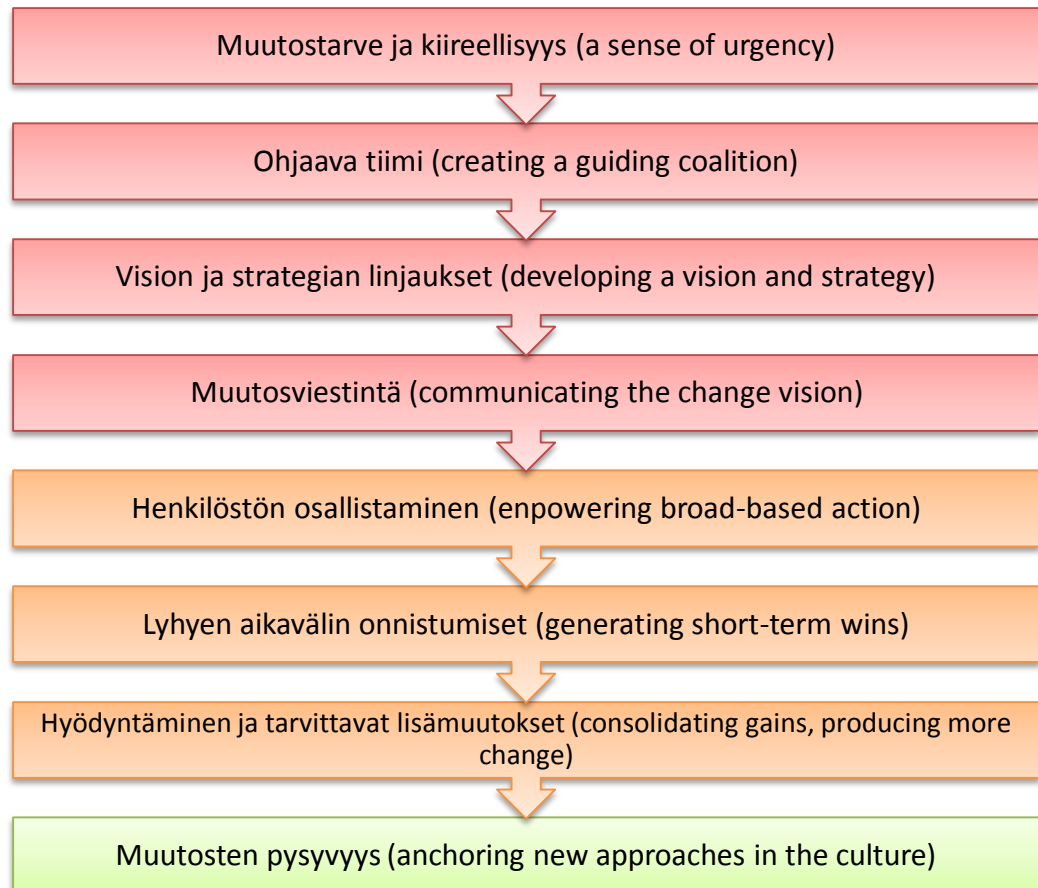 Muutostarve ja kiireellisyys (a sense of urgency)
Ohjaava tiimi (creating a guiding coalition)
Vision ja strategian linjaukset (developing a vision and strategy)
Muutosviestintä (communicating the change vision)
Henkilöstön osallistaminen (enpowering broad-based action)
Lyhyen aikavälin onnistumiset (generating short-term wins)
Hyödyntäminen ja tarvittavat lisämuutokset (consolidating gains, producing more
change)
Muutosten pysyvyys (anchoring new approaches in the culture)